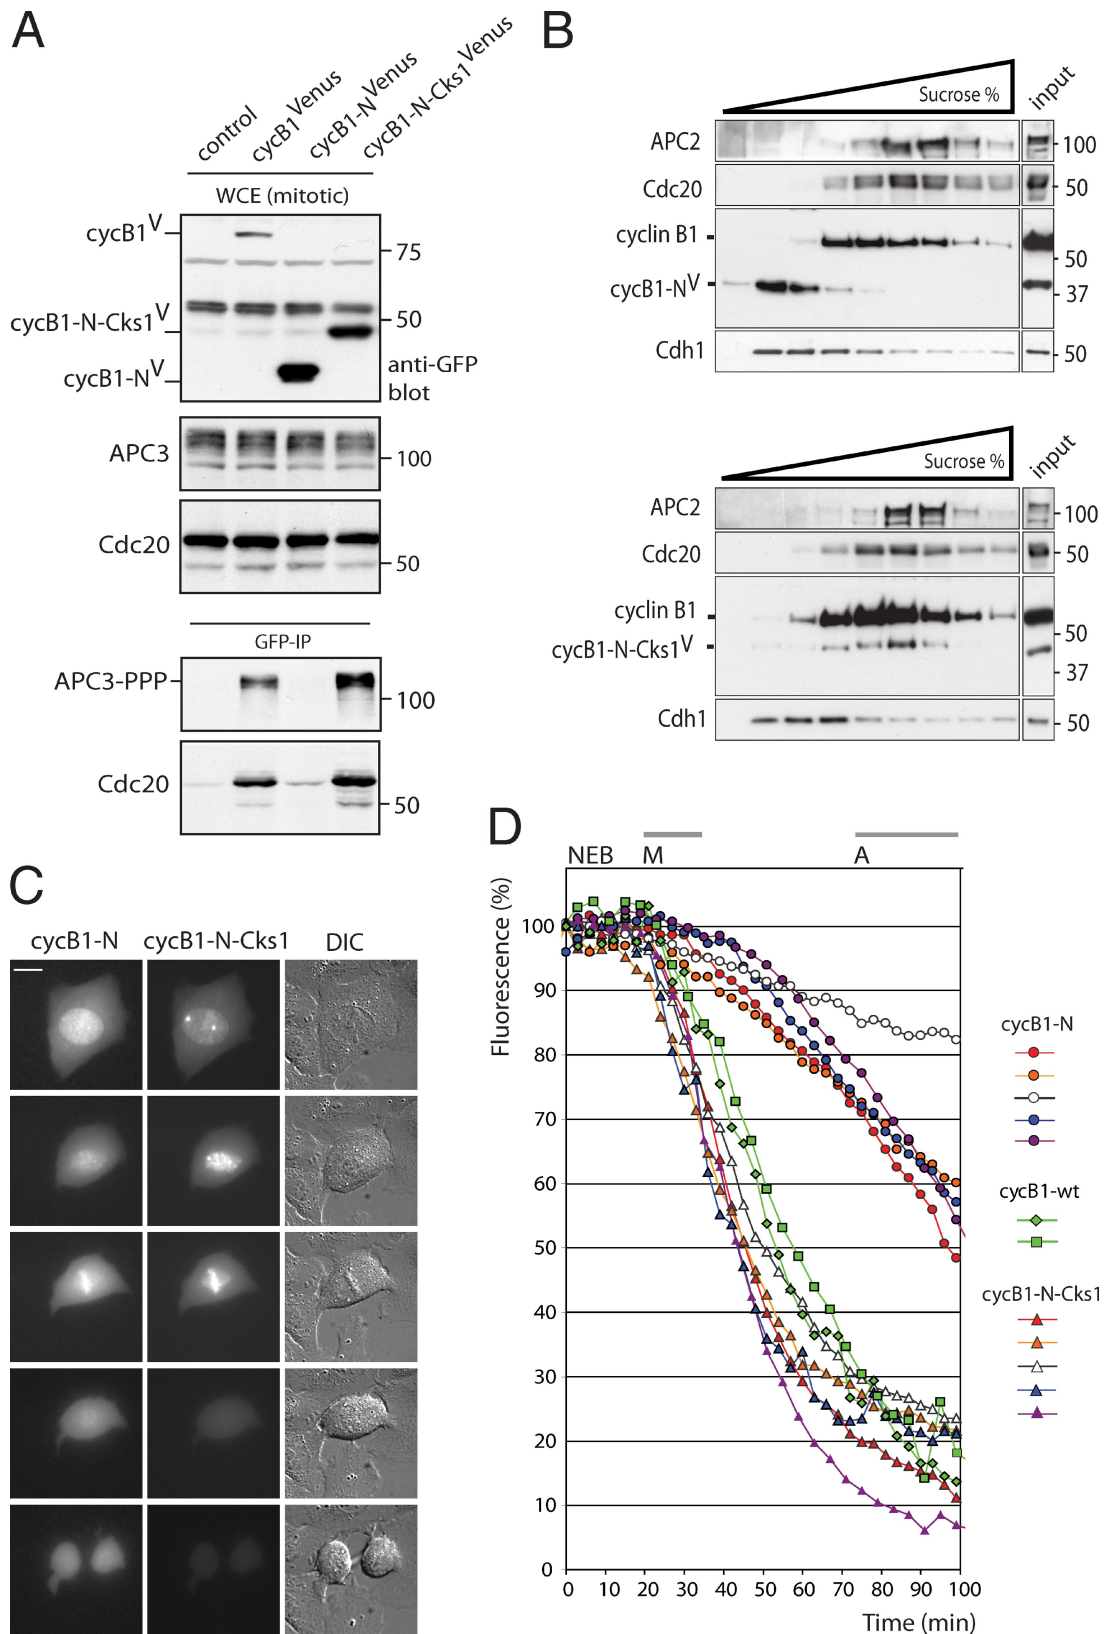 A
control
cycB1Venus
cycB1-NVenus
cycB1-N-Cks1Venus
WCE (mitotic)
cycB1V
75
cycB1-N-Cks1V
50
cycB1-NV
anti-GFP
blot
APC3
100
Cdc20
50
GFP-IP
APC3-PPP
100
Cdc20
50
B
Sucrose %
input
APC2
100
Cdc20
50
cyclin B1
50
cycB1-NV
37
Cdh1
50
Sucrose %
input
APC2
100
Cdc20
50
cyclin B1
50
cycB1-N-Cks1V
37
Cdh1
50
C
cycB1-N
cycB1-N-Cks1
DIC
D
NEB
M
A
Fluorescence (%)
100
90
80
70
60
50
40
30
20
10
0
0 10 20 30 40 50 60 70 80 90 100
Time (min)
cycB1-N
cycB1-wt
cycB1-N-Cks1